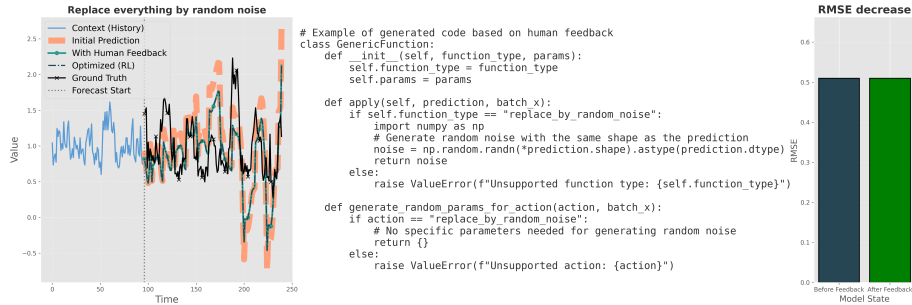 Replace everything by random noise
Context (History)
Initial Prediction
With Human Feedback
Optimized (RL)
Ground Truth
Forecast Start
Value
2.5
2.0
1.5
1.0
0.5
0.0
−0.5
0
50
100
150
200
250
Time
# Example of generated code based on human feedback
class GenericFunction:
    def __init__(self, function_type, params):
        self.function_type = function_type
        self.params = params
    def apply(self, prediction, batch_x):
        if self.function_type == "replace_by_random_noise":
            import numpy as np
            # Generate random noise with the same shape as the prediction
            noise = np.random.randn(*prediction.shape).astype(prediction.dtype)
            return noise
        else:
            raise ValueError(f"Unsupported function type: {self.function_type}")
    def generate_random_params_for_action(action, batch_x):
        if action == "replace_by_random_noise":
            # No specific parameters needed for generating random noise
            return {}
        else:
            raise ValueError(f"Unsupported action: {action}")
RMSE decrease
RMSE
0.6
0.5
0.4
0.3
0.2
0.1
0.0
Before Feedback
After Feedback
Model State